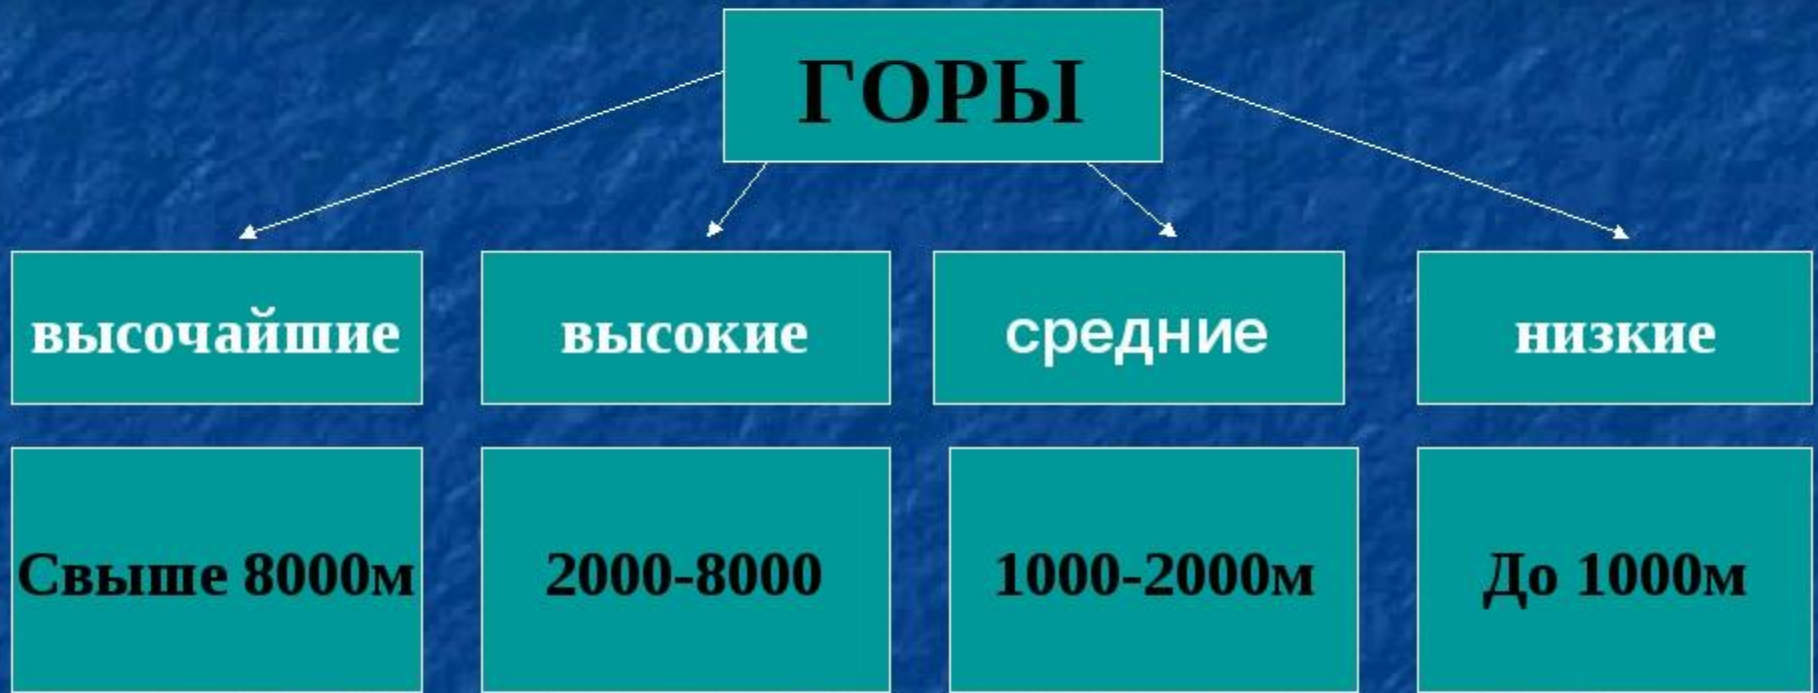 ГОРЫ
высочайшие
высокие
средние
низкие
Свыше 8000м
2000-8000
1000-2000м
До 1000м